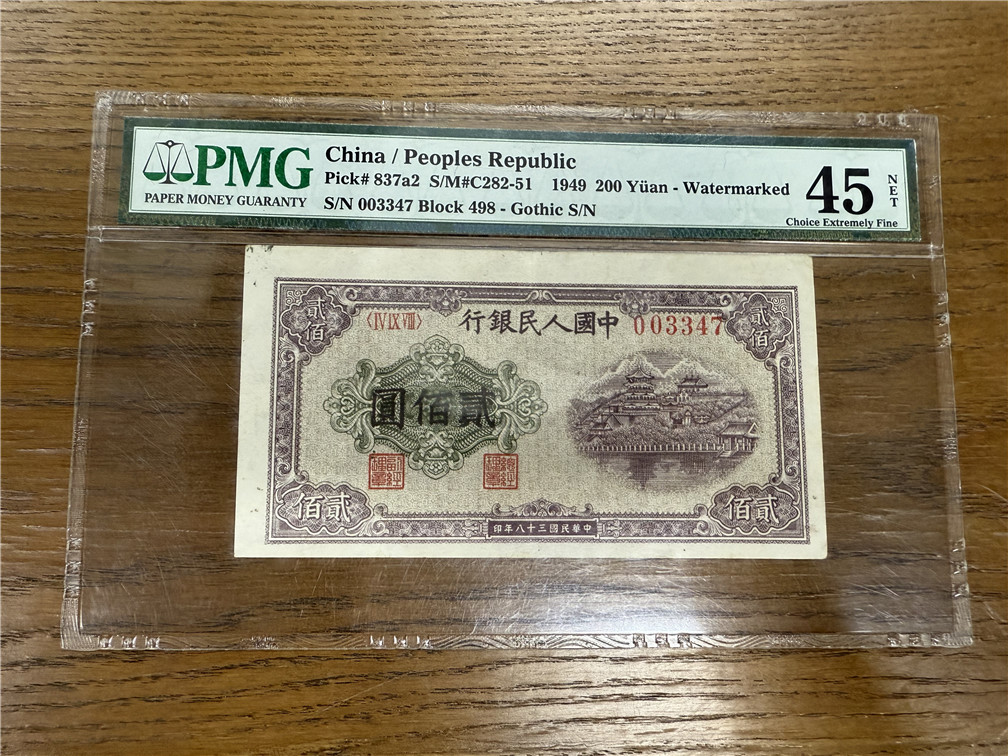 PMG
PAPER MONEY GUARANTY
China / Peoples Republic
Pick# 837a2 S/M#C282-51 1949 200 Yüan - Watermarked
S/N 003347 Block 498 - Gothic S/N
45
NET
Choice Extremely Fine
貳佰
〈IV IX VIII〉
行銀民人國中
003347
貳佰
圓佰貳
佰貳
印年八十三國民華中
佰貳